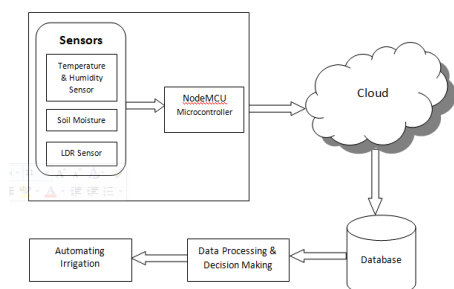 Sensors
Temperature
& Humidity
Sensor
Soil Moisture
LDR Sensor
NodeMCU
Microcontroller
Cloud
Database
Data Processing &
Decision Making
Automating
Irrigation